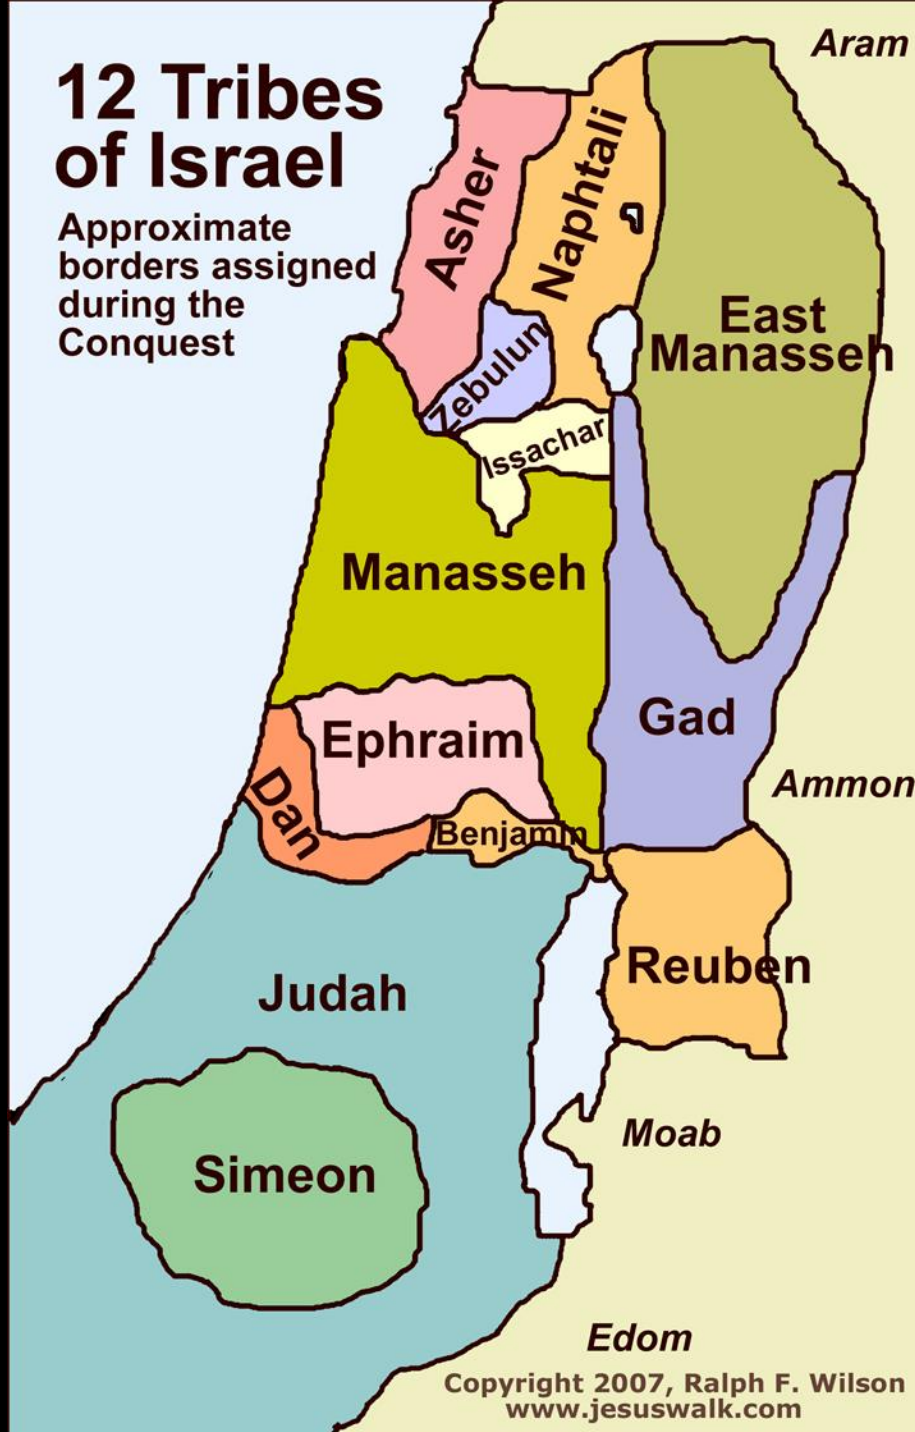 12 Tribes
of Israel
Approximate
borders assigned
during the
Conquest
Aram
Asher
Naphtali
East
Manasseh
Zebulun
Issachar
Manasseh
Gad
Ephraim
Dan
Ammon
Benjamin
Reuben
Judah
Moab
Simeon
Edom
Copyright 2007, Ralph F. Wilson
www.jesuswalk.com